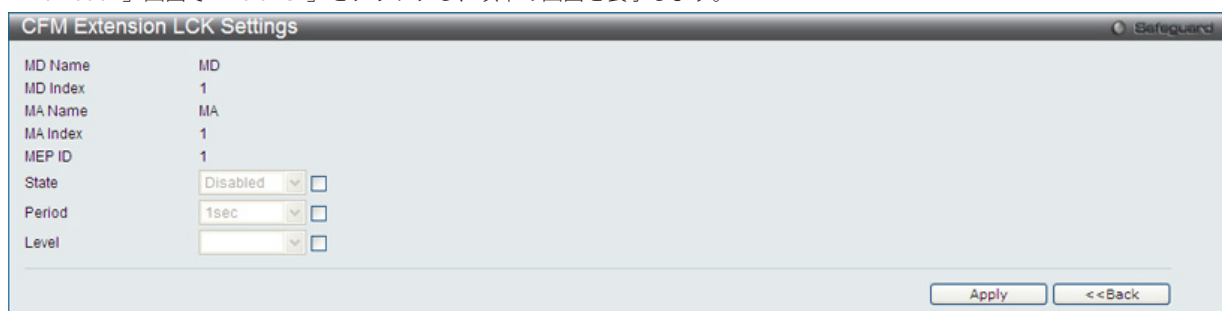 CFM Extension LCK Settings
Safeguard
MD Name MD
MD Index 1
MA Name MA
MA Index 1
MEP ID 1
State Disabled
Period 1sec
Level
Apply <<Back